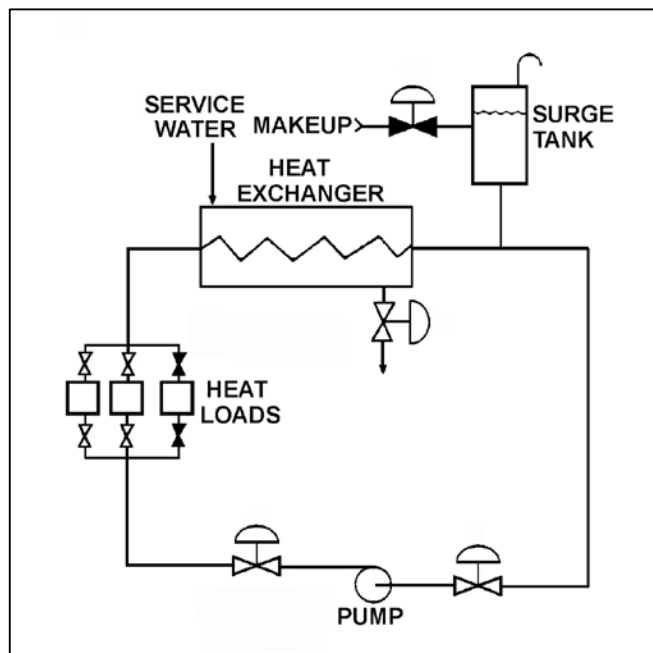 SERVICE
WATER
MAKEUP
SURGE
TANK
HEAT
EXCHANGER
HEAT
LOADS
PUMP